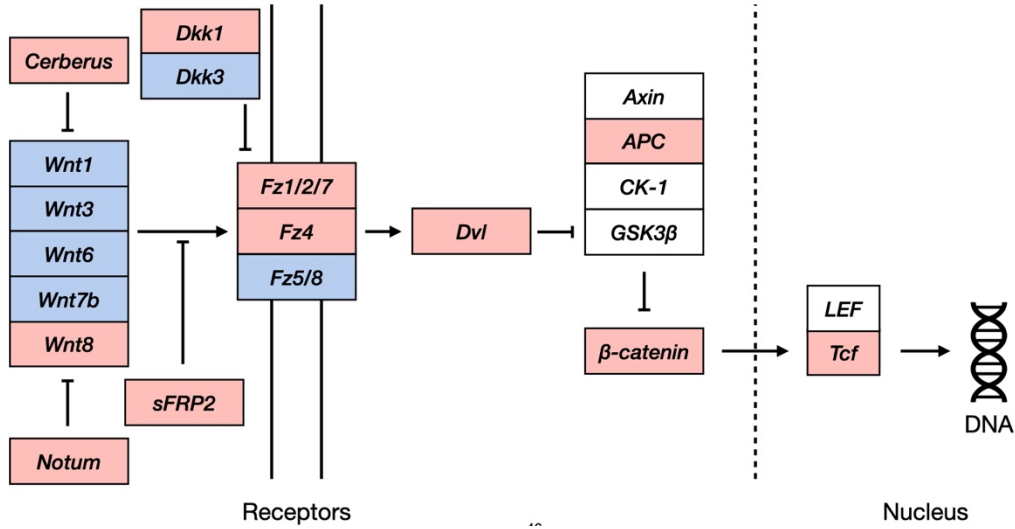 Cerberus
Dkk1
Dkk3
Wnt1
Wnt3
Wnt6
Wnt7b
Wnt8
Notum
sFRP2
Fz1/2/7
Fz4
Fz5/8
Dvl
Axin
APC
CK-1
GSK3β
β-catenin
LEF
Tcf
DNA
Receptors
Nucleus